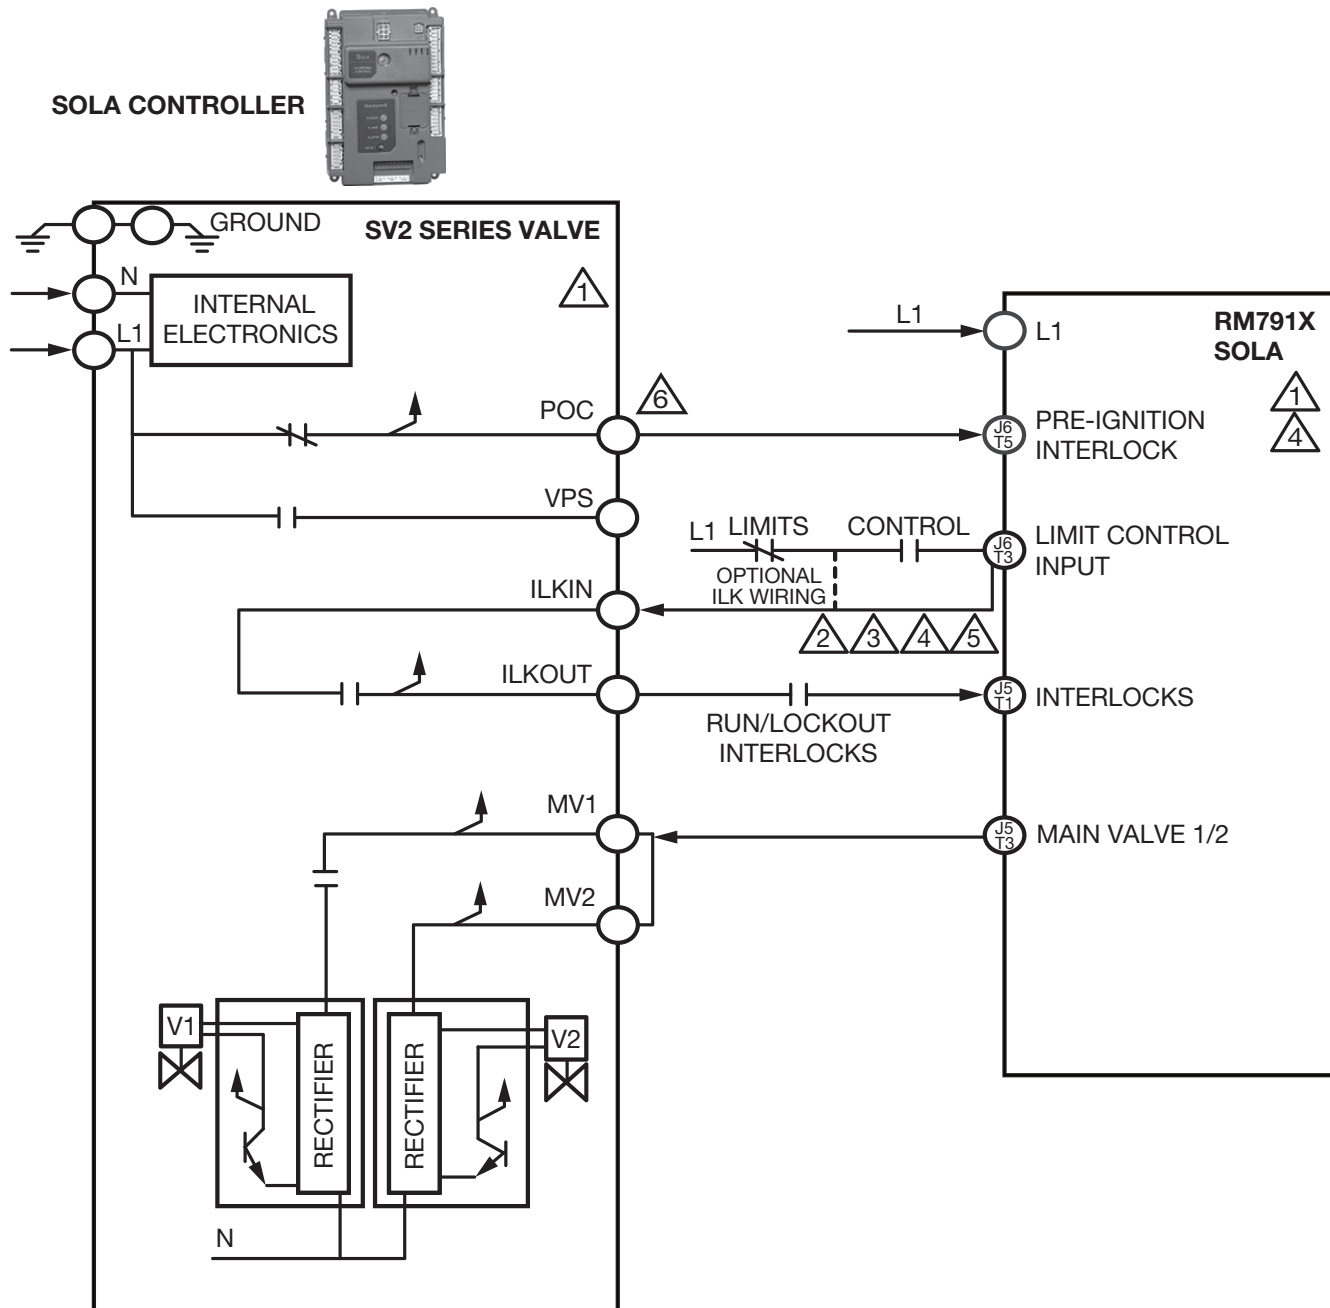 SOLA CONTROLLER
GROUND
SV2 SERIES VALVE
N
INTERNAL
ELECTRONICS
L1
1
L1
L1
RM791X
SOLA
1
4
POC
6
J6
T5
PRE-IGNITION
INTERLOCK
VPS
L1
LIMITS
CONTROL
J6
T3
LIMIT CONTROL
INPUT
OPTIONAL
ILK WIRING
ILKIN
2
3
4
5
ILKOUT
J5
T1
INTERLOCKS
RUN/LOCKOUT
INTERLOCKS
MV1
J5
T3
MAIN VALVE 1/2
MV2
V1
RECTIFIER
RECTIFIER
V2
N